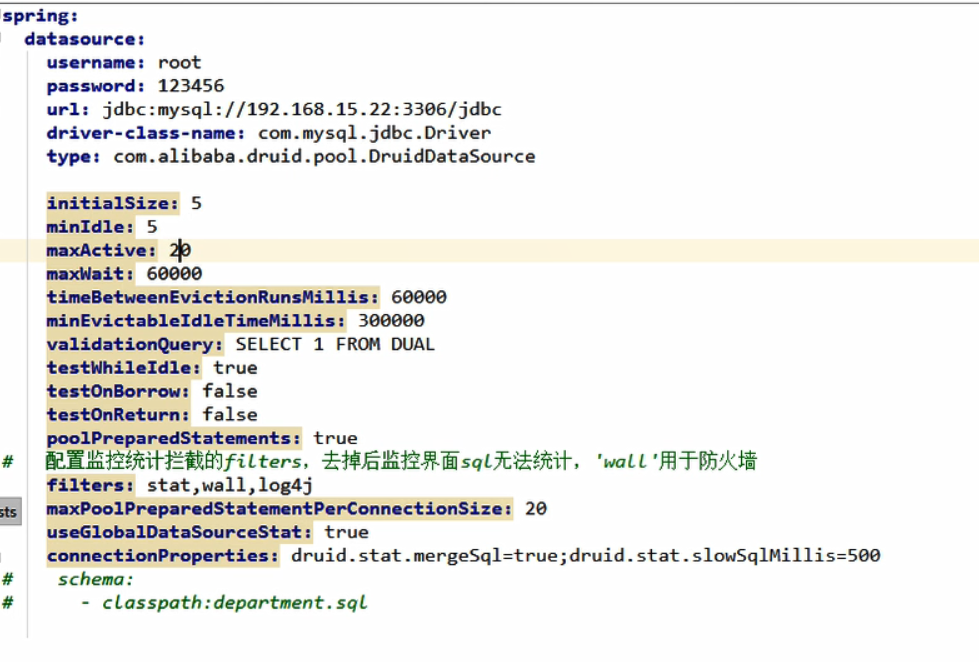 spring:
  datasource:
    username: root
    password: 123456
    url: jdbc:mysql://192.168.15.22:3306/jdbc
    driver-class-name: com.mysql.jdbc.Driver
    type: com.alibaba.druid.pool.DruidDataSource

    initialSize: 5
    minIdle: 5
    maxActive: 20
    maxWait: 60000
    timeBetweenEvictionRunsMillis: 60000
    minEvictableIdleTimeMillis: 300000
    validationQuery: SELECT 1 FROM DUAL
    testWhileIdle: true
    testOnBorrow: false
    testOnReturn: false
    poolPreparedStatements: true
#   配置监控统计拦截的filters，去掉后监控界面sql无法统计，'wall'用于防火墙
    filters: stat,wall,log4j
sts
    maxPoolPreparedStatementPerConnectionSize: 20
    useGlobalDataSourceStat: true
    connectionProperties: druid.stat.mergeSql=true;druid.stat.slowSqlMillis=500
#    schema:
#      - classpath:department.sql